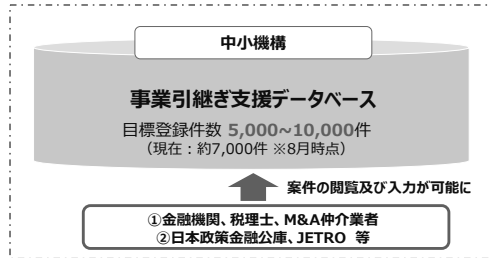 中小機構
事業引継ぎ支援データベース
目標登録件数 5,000~10,000件
（現在：約7,000件 ※8月時点）
案件の閲覧及び入力が可能に
①金融機関、税理士、M&A仲介業者
②日本政策金融公庫、JETRO 等